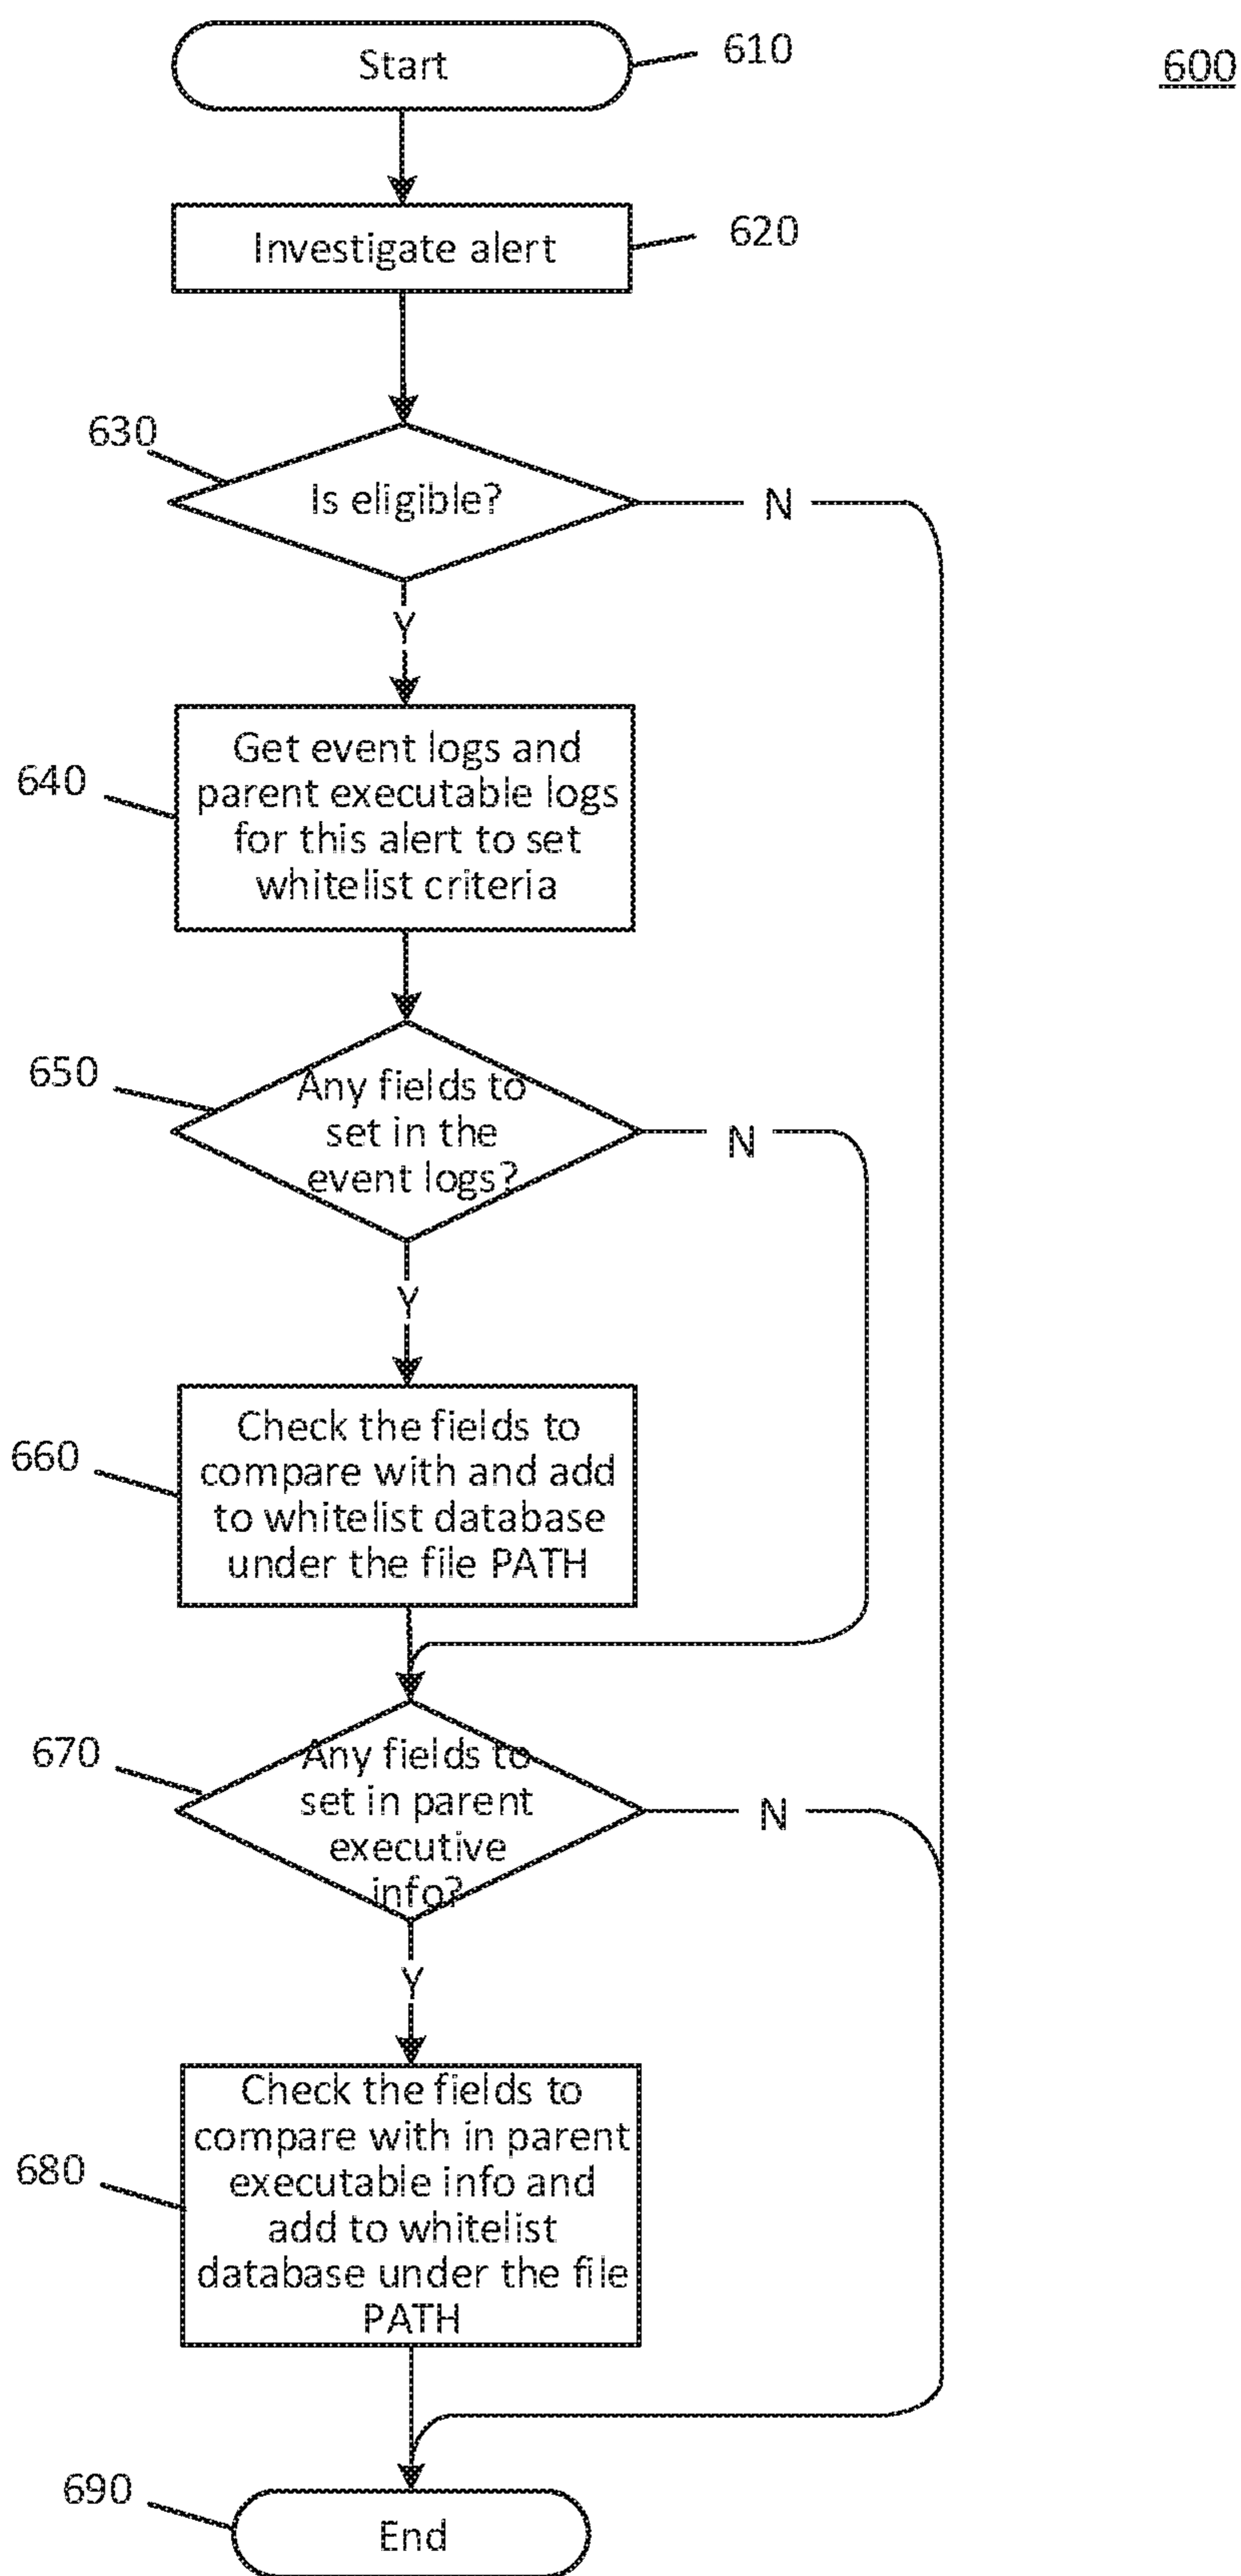 Start
610
600
Investigate alert
620
630
Is eligible?
N
Y
640
Get event logs and
parent executable logs
for this alert to set
whitelist criteria
650
Any fields to
set in the
event logs?
N
Y
660
Check the fields to
compare with and add
to whitelist database
under the file PATH
670
Any fields to
set in parent
executive
info?
N
Y
680
Check the fields to
compare with in parent
executable info and
add to whitelist
database under the file
PATH
690
End